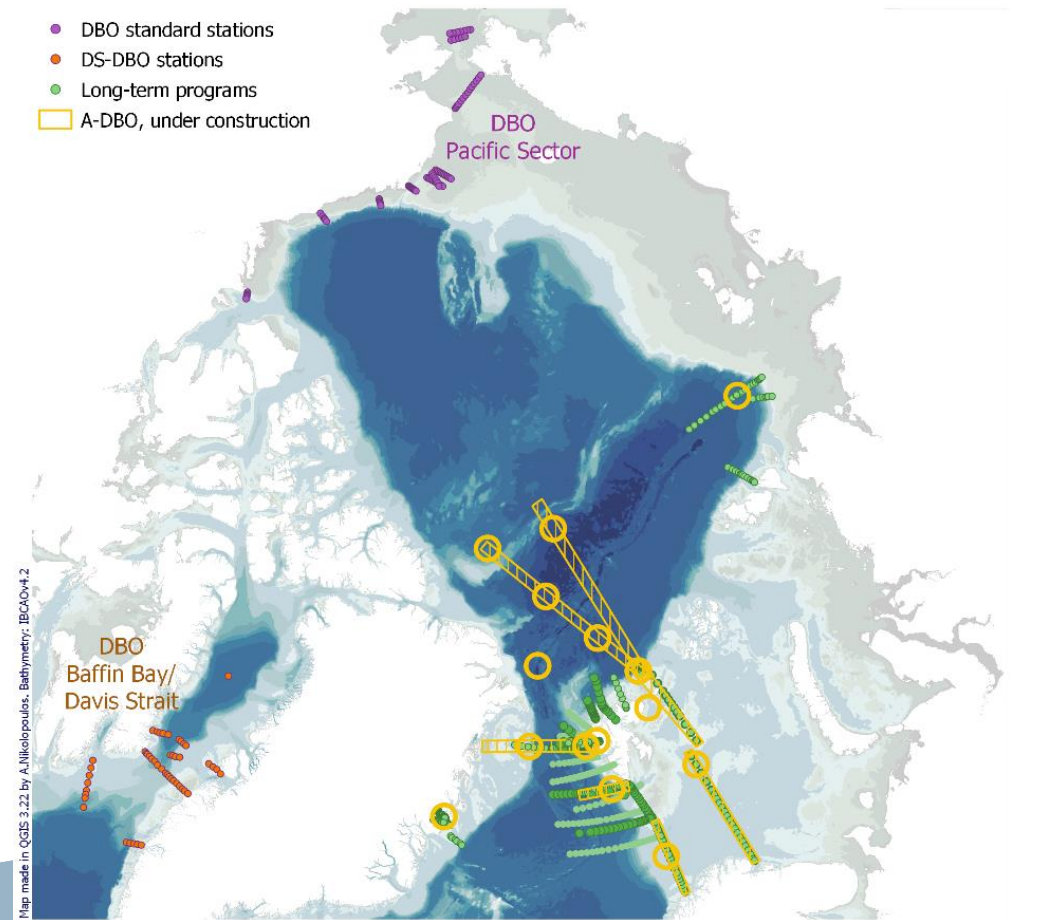 DBO standard stations
DS-DBO stations
Long-term programs
A-DBO, under construction
DBO
Pacific Sector
DBO
Baffin Bay/
Davis Strait
Map made in QGIS 3.22 by A.Nikolopoulos. Bathymetry: IBCAOv4.2